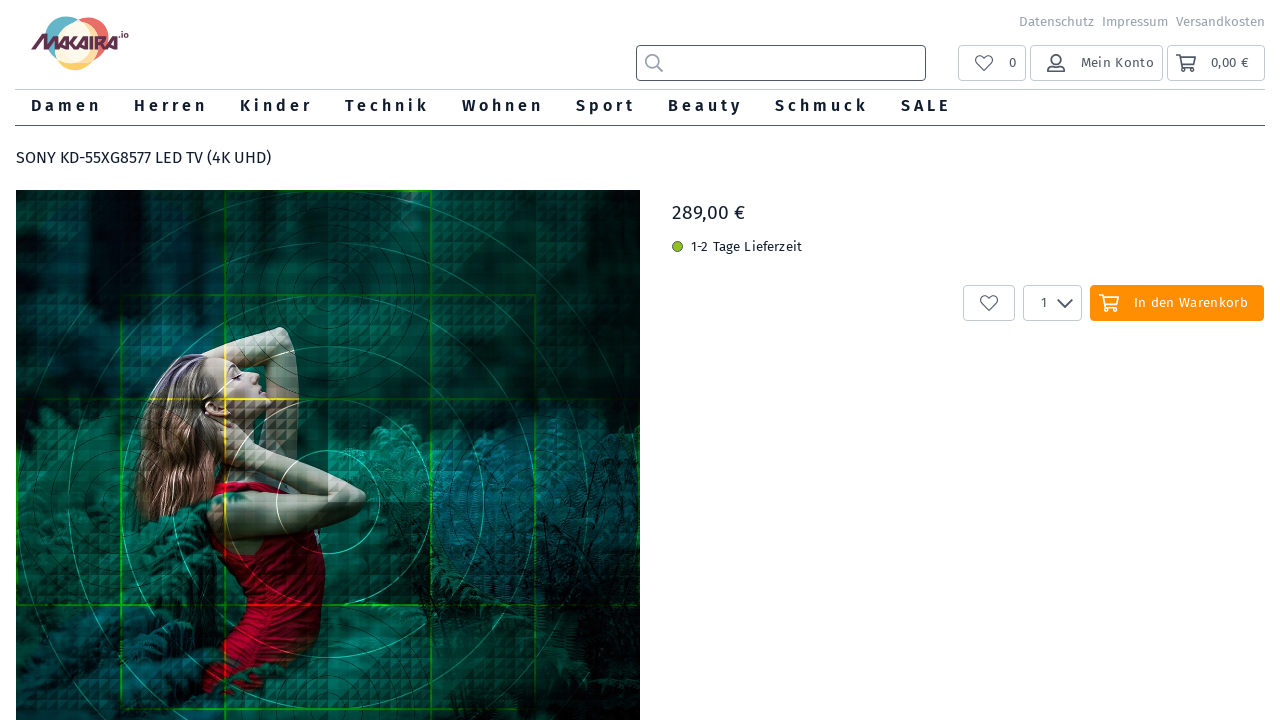 MAKAIRA.io
Datenschutz Impressum Versandkosten
0
Mein Konto
0,00 €
Damen Herren Kinder Technik Wohnen Sport Beauty Schmuck SALE
SONY KD-55XG8577 LED TV (4K UHD)
289,00 €
1-2 Tage Lieferzeit
1
In den Warenkorb